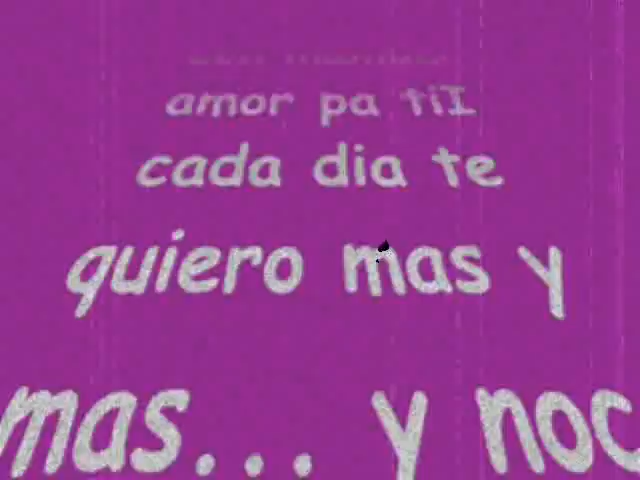 amor pa tiI
cada dia te
quiero mas y
mas... y noc